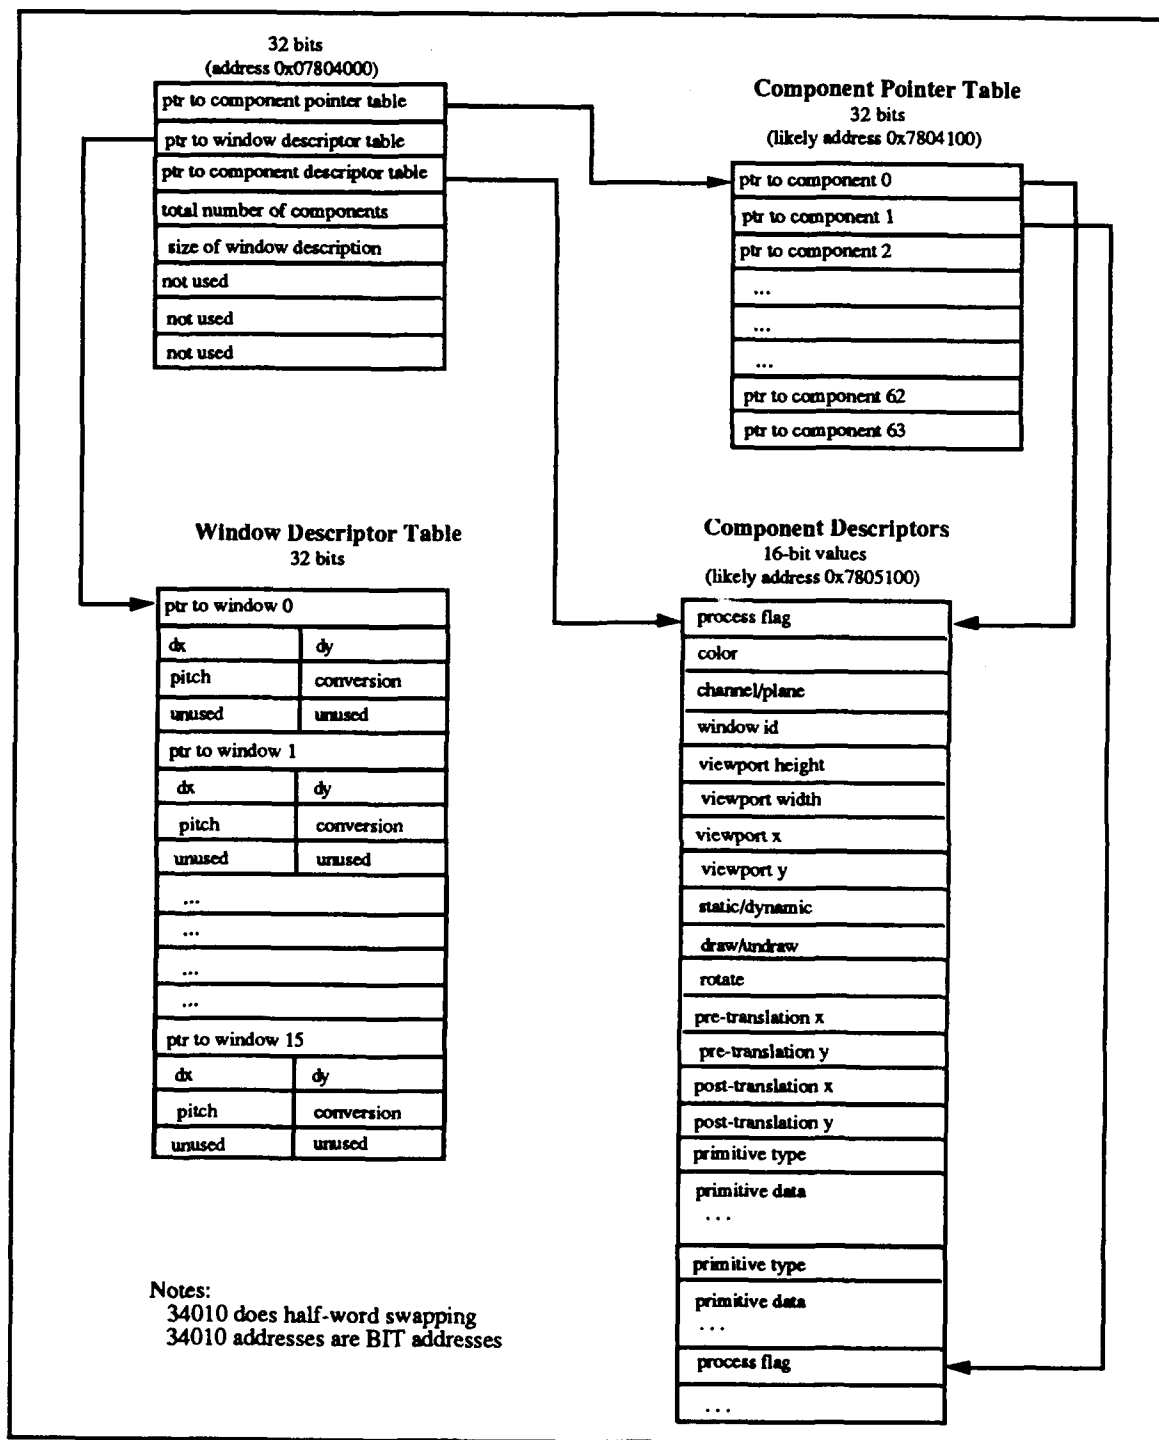 32 bits
(address 0x07804000)
ptr to component pointer table
ptr to window descriptor table
ptr to component descriptor table
total number of components
size of window description
not used
not used
not used
Component Pointer Table
32 bits
(likely address 0x7804100)
ptr to component 0
ptr to component 1
ptr to component 2
...
...
...
ptr to component 62
ptr to component 63
Window Descriptor Table
32 bits
ptr to window 0
dx dy
pitch conversion
unused unused
ptr to window 1
dx dy
pitch conversion
unused unused
...
...
...
...
ptr to window 15
dx dy
pitch conversion
unused unused
Component Descriptors
16-bit values
(likely address 0x7805100)
process flag
color
channel/plane
window id
viewport height
viewport width
viewport x
viewport y
static/dynamic
draw/undraw
rotate
pre-translation x
pre-translation y
post-translation x
post-translation y
primitive type
primitive data
...
primitive type
primitive data
...
process flag
...
Notes:
34010 does half-word swapping
34010 addresses are BIT addresses